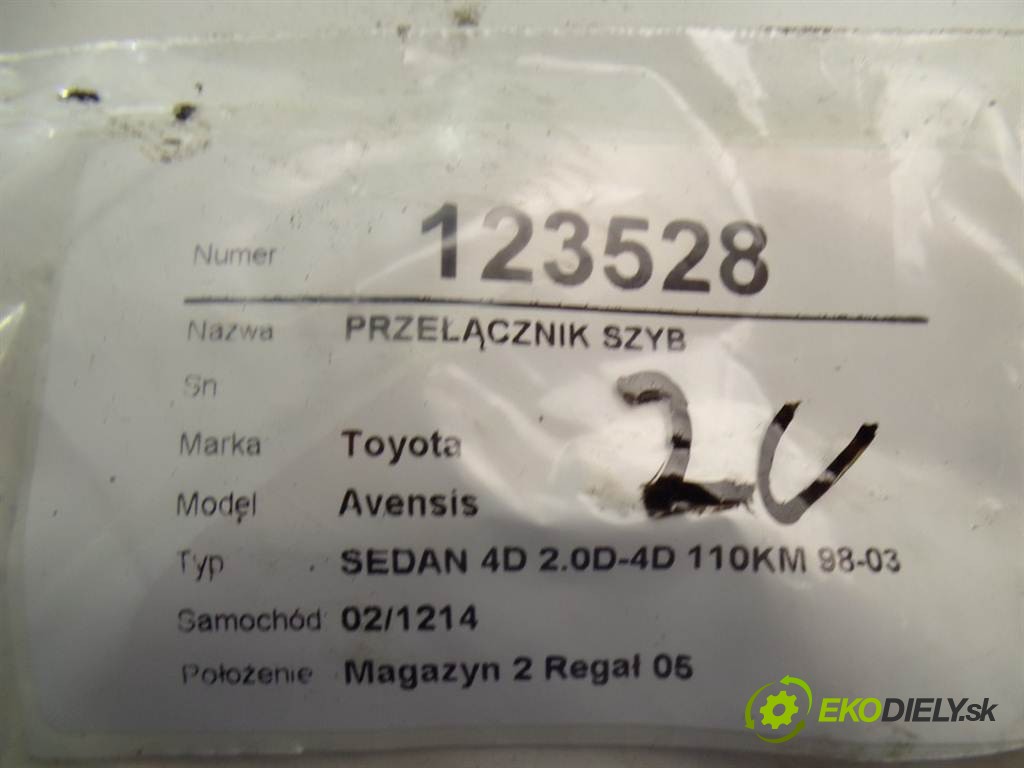 Numer 123528
Nazwa PRZEŁĄCZNIK SZYB
Sn
Marka Toyota
Model Avensis
Typ SEDAN 4D 2.0D-4D 110KM 98-03
Samochód 02/1214
Położenie Magazyn 2 Regał 05
EKODIELY.sk